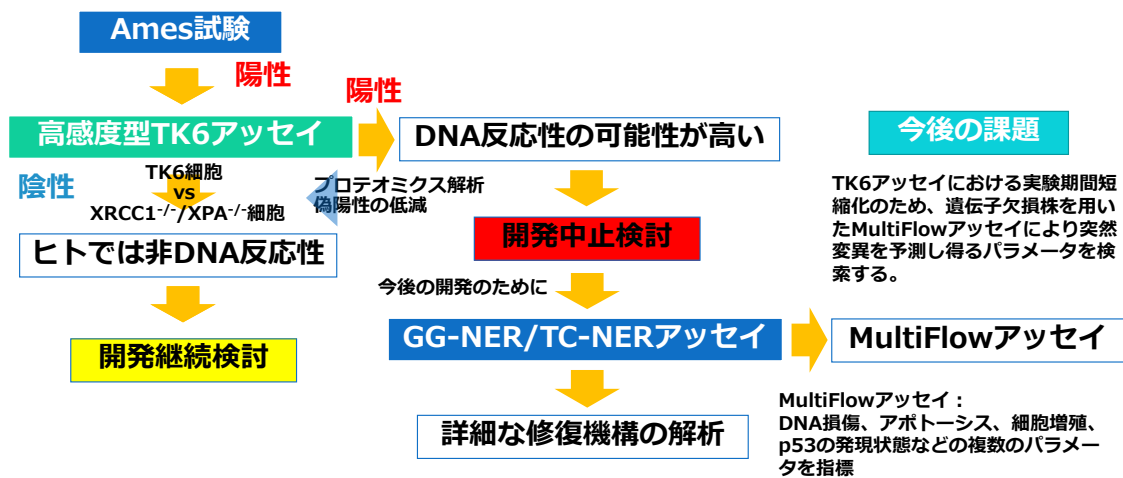 Ames試験
陽性
陽性
高感度型TK6アッセイ
DNA反応性の可能性が高い
今後の課題
陰性
TK6細胞
vs
XRCC1-/-/XPA-/-細胞
プロテオミクス解析
偽陽性の低減
TK6アッセイにおける実験期間短
縮化のため、遺伝子欠損株を用い
たMultiFlowアッセイにより突然
変異を予測し得るパラメータを検
索する。
ヒトでは非DNA反応性
開発中止検討
今後の開発のために
開発継続検討
GG-NER/TC-NERアッセイ
MultiFlowアッセイ
詳細な修復機構の解析
MultiFlowアッセイ：
DNA損傷、アポトーシス、細胞増殖、
p53の発現状態などの複数のパラメー
タを指標